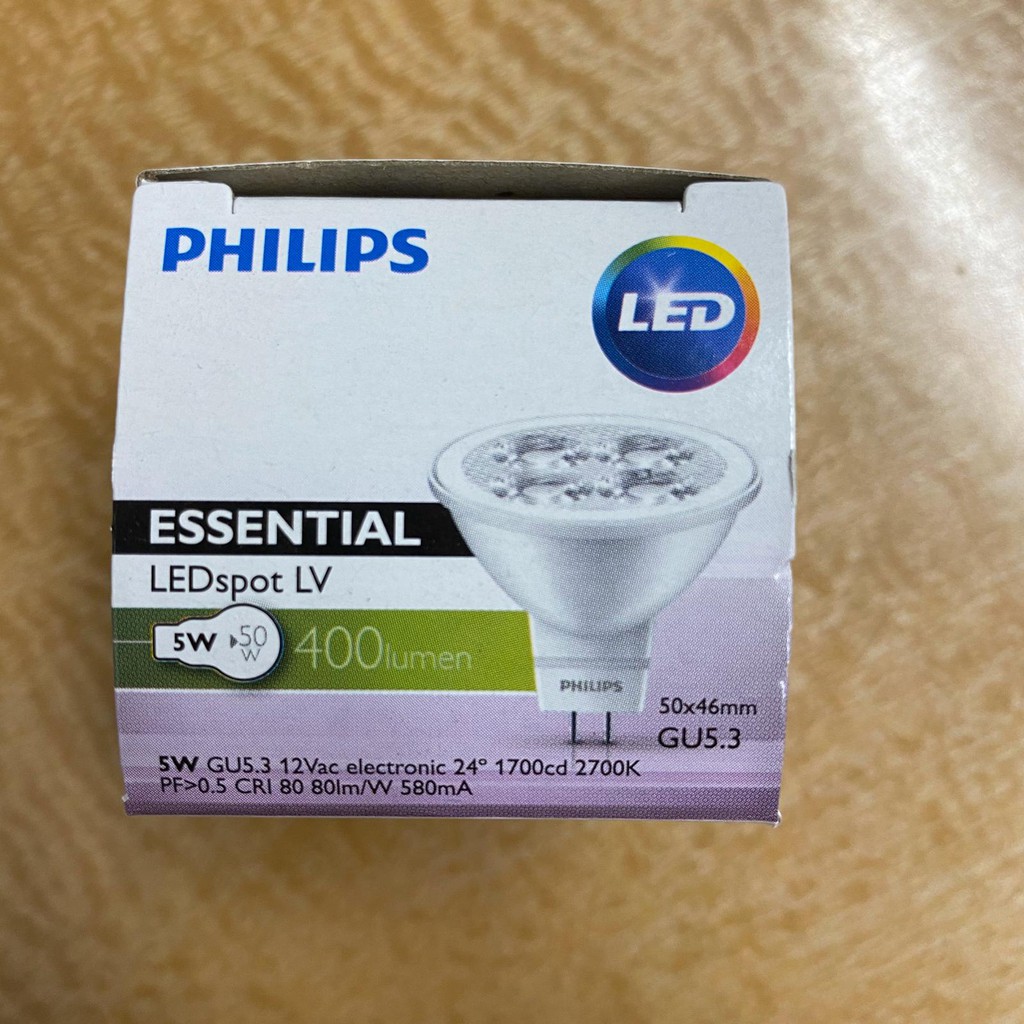 PHILIPS
LED
ESSENTIAL
LEDspot LV
5W ▸50 W 400lumen
PHILIPS
50x46mm
GU5.3
5W GU5.3 12Vac electronic 24º 1700cd 2700K
PF>0.5 CRI 80 80lm/W 580mA